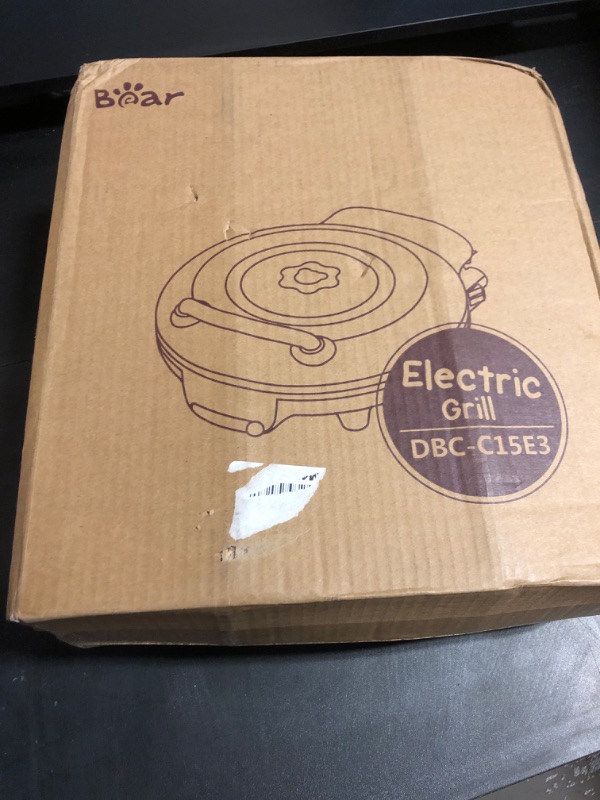 Bear
Electric
Grill
DBC-C15E3